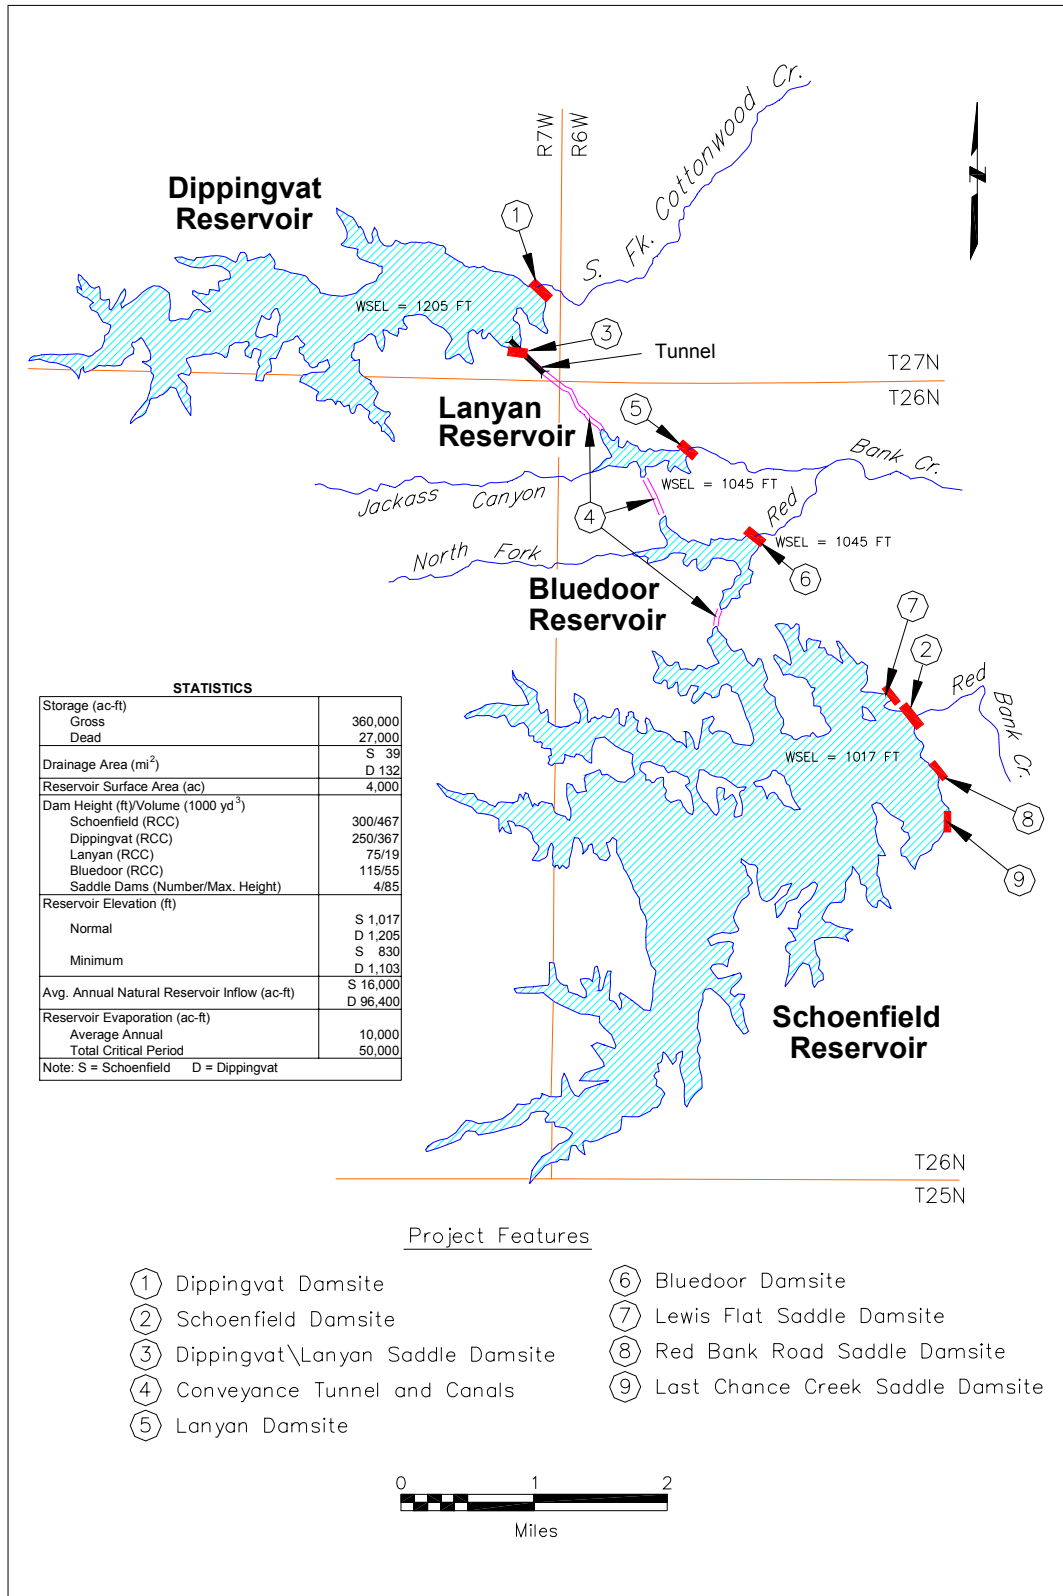 S. Fk. Cottonwood Cr.
R7W
R6W
N
Dippingvat
Reservoir
1
WSEL = 1205 FT
3
Tunnel
T27N
T26N
Lanyan
Reservoir
5
Bank Cr.
WSEL = 1045 FT
Jackass Canyon
Red
4
WSEL = 1045 FT
North Fork
6
Bluedoor
Reservoir
7
2
Red Bank Cr.
WSEL = 1017 FT
8
9
STATISTICS
Storage (ac-ft)
Gross 360,000
Dead 27,000
Drainage Area (mi²) S 39
D 132
Reservoir Surface Area (ac) 4,000
Dam Height (ft)/Volume (1000 yd³)
Schoenfield (RCC) 300/467
Dippingvat (RCC) 250/367
Lanyan (RCC) 75/19
Bluedoor (RCC) 115/55
Saddle Dams (Number/Max. Height) 4/85
Reservoir Elevation (ft)
Normal S 1,017
D 1,205
Minimum S 830
D 1,103
Avg. Annual Natural Reservoir Inflow (ac-ft) S 16,000
D 96,400
Reservoir Evaporation (ac-ft)
Average Annual 10,000
Total Critical Period 50,000
Note: S = Schoenfield D = Dippingvat
Schoenfield
Reservoir
T26N
T25N
Project Features
1 Dippingvat Damsite
2 Schoenfield Damsite
3 Dippingvat\Lanyan Saddle Damsite
4 Conveyance Tunnel and Canals
5 Lanyan Damsite
6 Bluedoor Damsite
7 Lewis Flat Saddle Damsite
8 Red Bank Road Saddle Damsite
9 Last Chance Creek Saddle Damsite
0 1 2
Miles